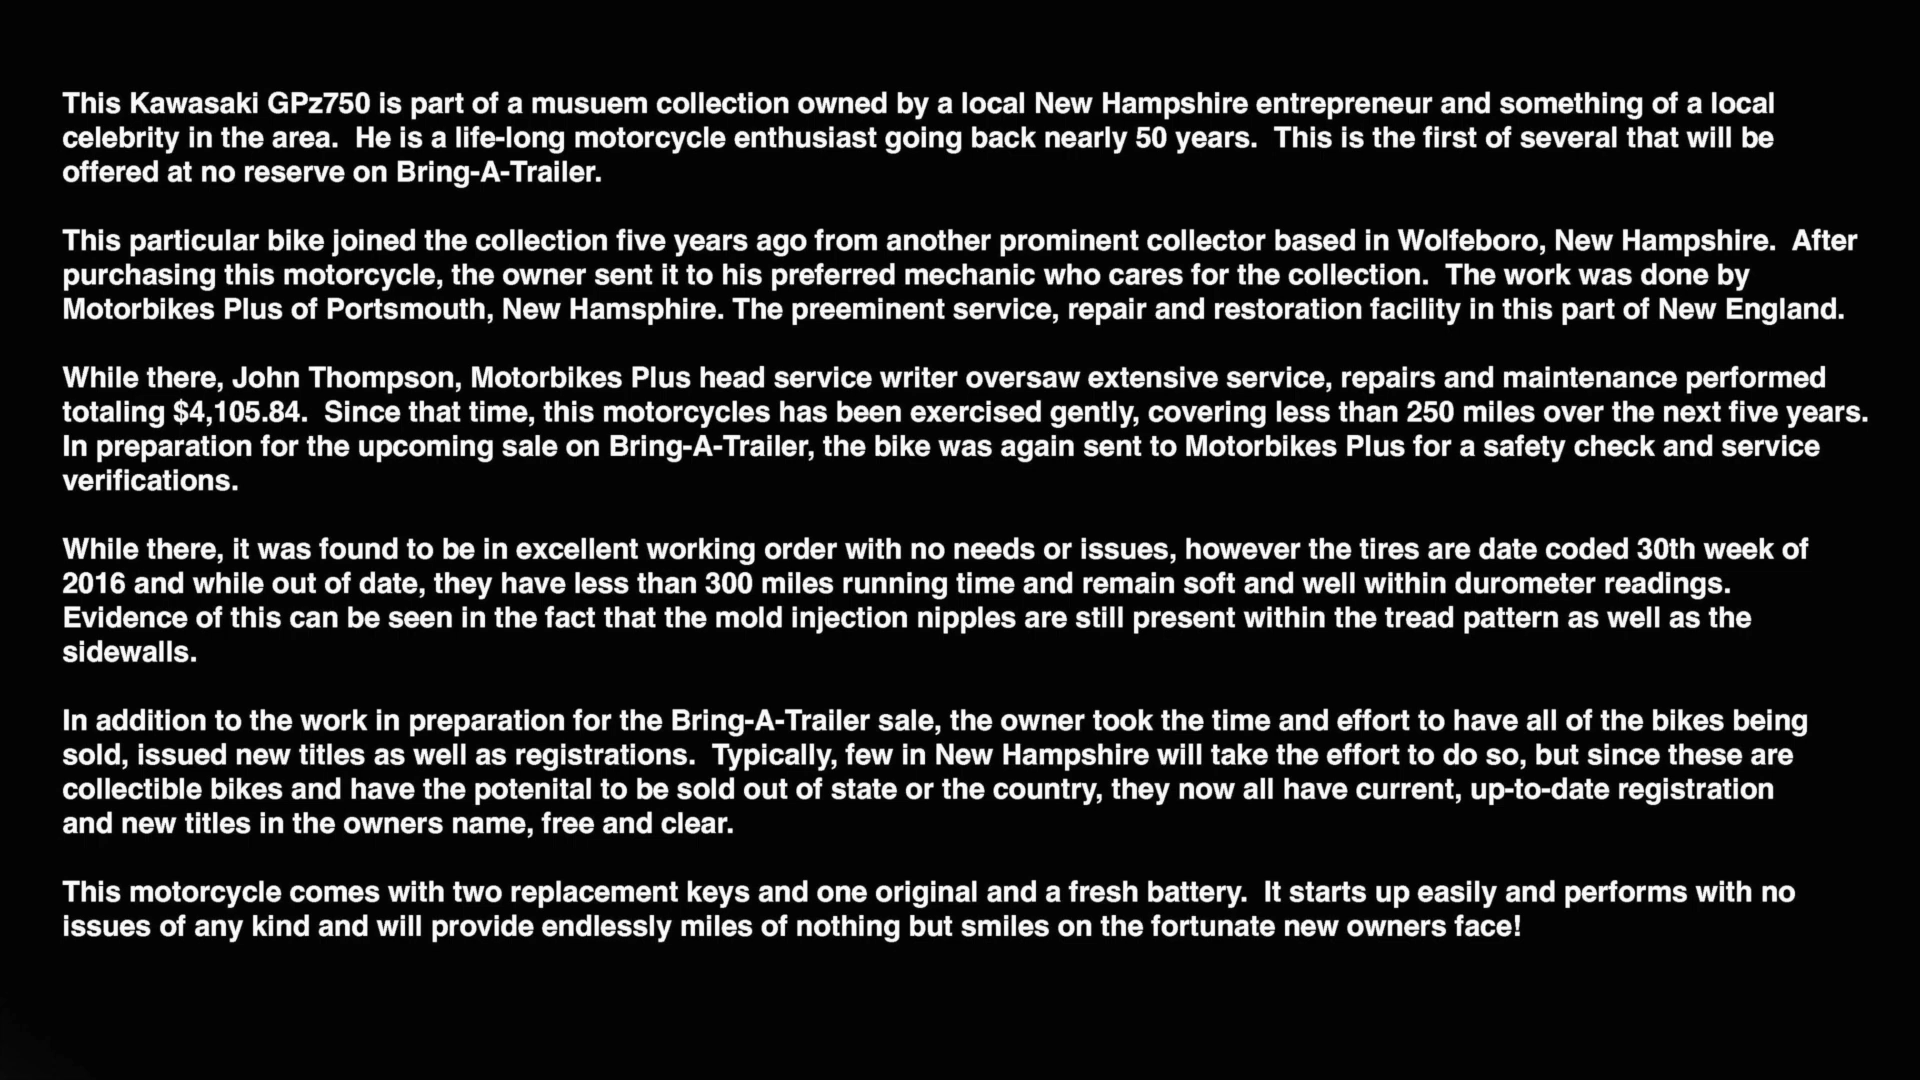 This Kawasaki GPz750 is part of a musuem collection owned by a local New Hampshire entrepreneur and something of a local
celebrity in the area.  He is a life-long motorcycle enthusiast going back nearly 50 years.  This is the first of several that will be
offered at no reserve on Bring-A-Trailer.

This particular bike joined the collection five years ago from another prominent collector based in Wolfeboro, New Hampshire.  After
purchasing this motorcycle, the owner sent it to his preferred mechanic who cares for the collection.  The work was done by
Motorbikes Plus of Portsmouth, New Hamsphire. The preeminent service, repair and restoration facility in this part of New England.

While there, John Thompson, Motorbikes Plus head service writer oversaw extensive service, repairs and maintenance performed
totaling $4,105.84.  Since that time, this motorcycles has been exercised gently, covering less than 250 miles over the next five years.
In preparation for the upcoming sale on Bring-A-Trailer, the bike was again sent to Motorbikes Plus for a safety check and service
verifications.

While there, it was found to be in excellent working order with no needs or issues, however the tires are date coded 30th week of
2016 and while out of date, they have less than 300 miles running time and remain soft and well within durometer readings.
Evidence of this can be seen in the fact that the mold injection nipples are still present within the tread pattern as well as the
sidewalls.

In addition to the work in preparation for the Bring-A-Trailer sale, the owner took the time and effort to have all of the bikes being
sold, issued new titles as well as registrations.  Typically, few in New Hampshire will take the effort to do so, but since these are
collectible bikes and have the potenital to be sold out of state or the country, they now all have current, up-to-date registration
and new titles in the owners name, free and clear.

This motorcycle comes with two replacement keys and one original and a fresh battery.  It starts up easily and performs with no
issues of any kind and will provide endlessly miles of nothing but smiles on the fortunate new owners face!